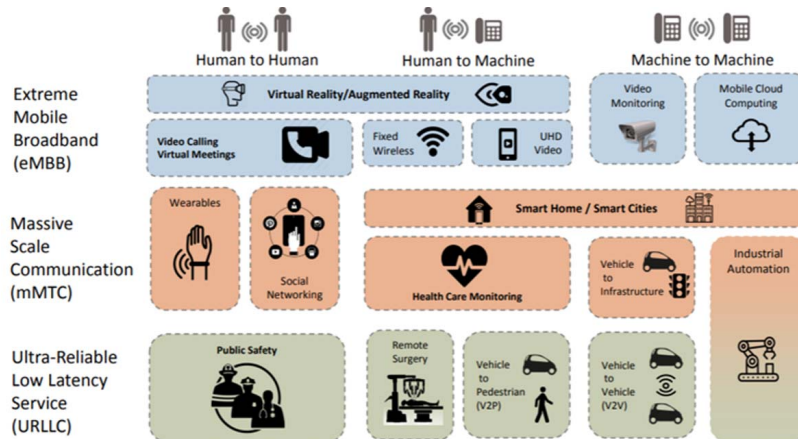 Human to Human
Human to Machine
Machine to Machine
Extreme
Mobile
Broadband
(eMBB)
Virtual Reality/Augmented Reality
Video
Monitoring
Mobile Cloud
Computing
Video Calling
Virtual Meetings
Fixed
Wireless
UHD
Video
Massive
Scale
Communication
(mMTC)
Wearables
Social
Networking
Smart Home / Smart Cities
Health Care Monitoring
Vehicle
to
Infrastructure
Industrial
Automation
Ultra-Reliable
Low Latency
Service
(URLLC)
Public Safety
Remote
Surgery
Vehicle
to
Pedestrian
(V2P)
Vehicle
to
Vehicle
(V2V)